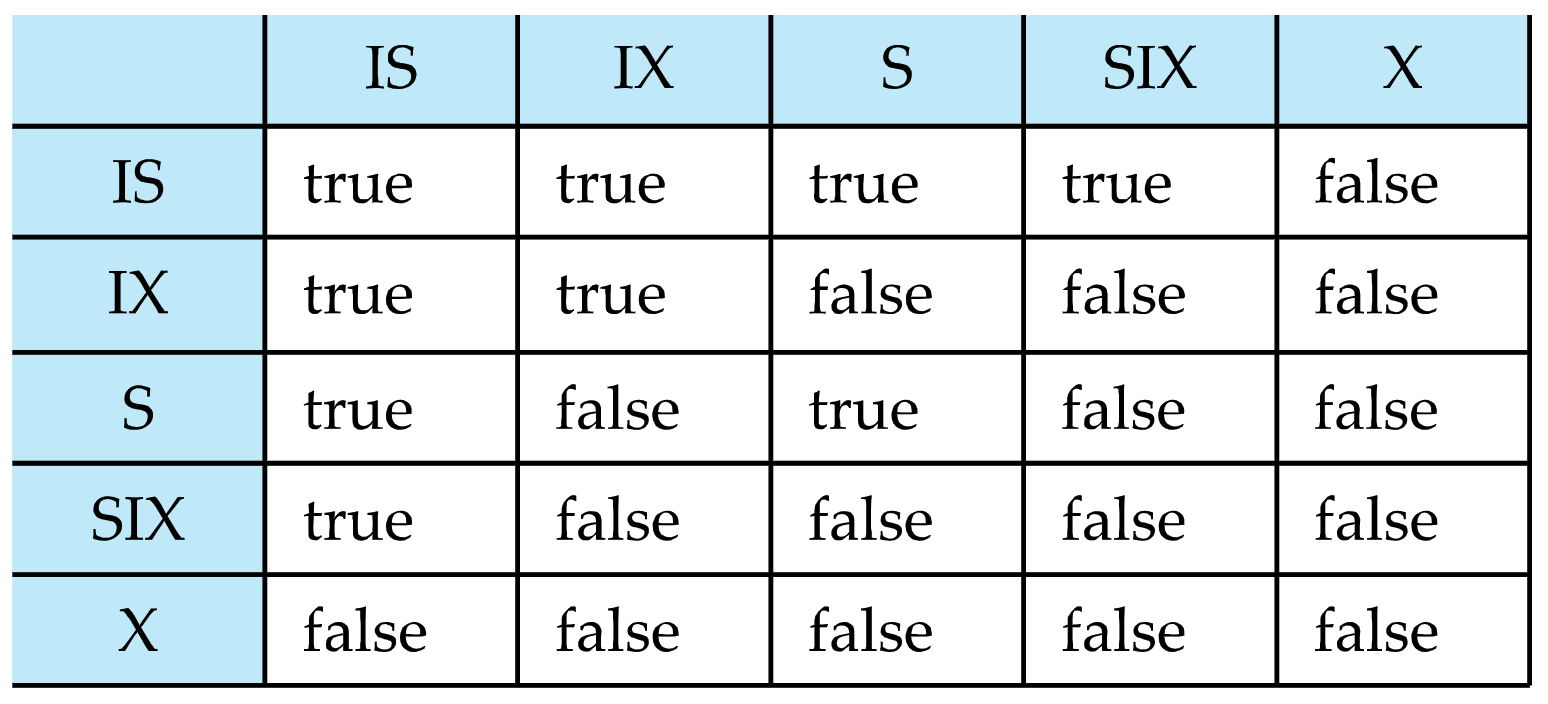 IS IX S SIX X
IS true true true true false
IX true true false false false
S true false true false false
SIX true false false false false
X false false false false false